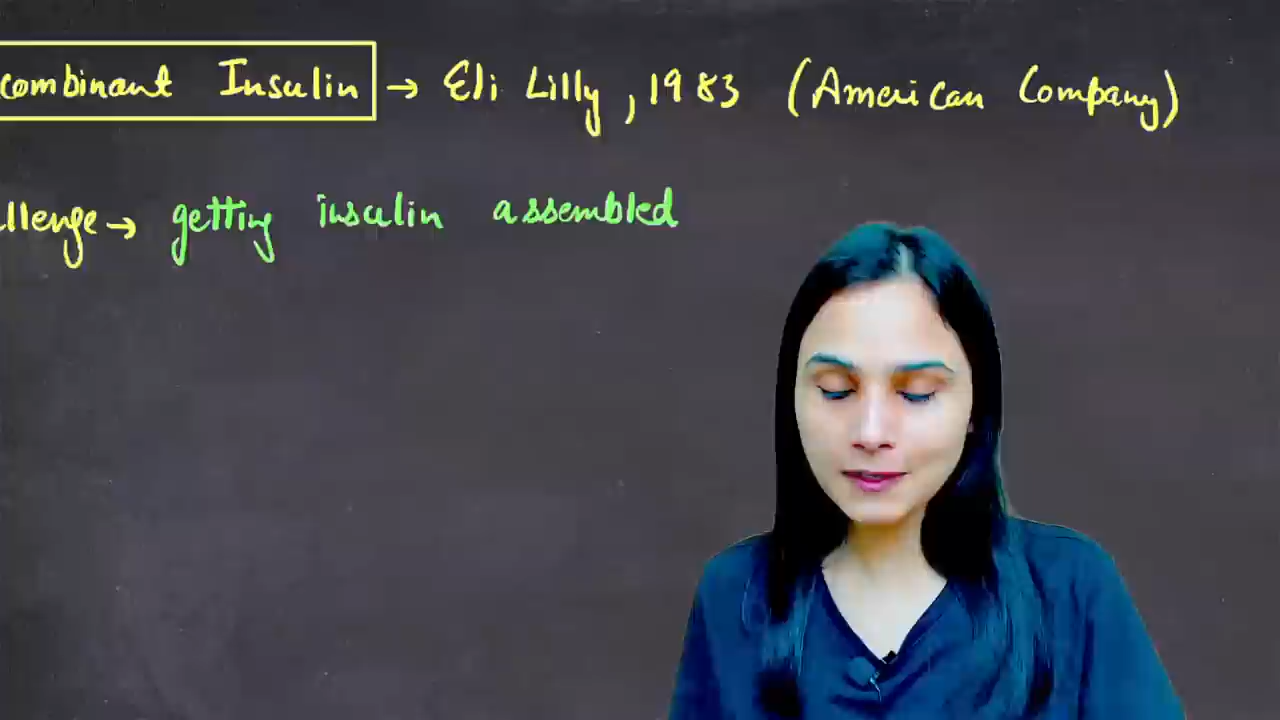 combinant Insulin → Eli Lilly, 1983 (American Company)
llenge → getting insulin assembled